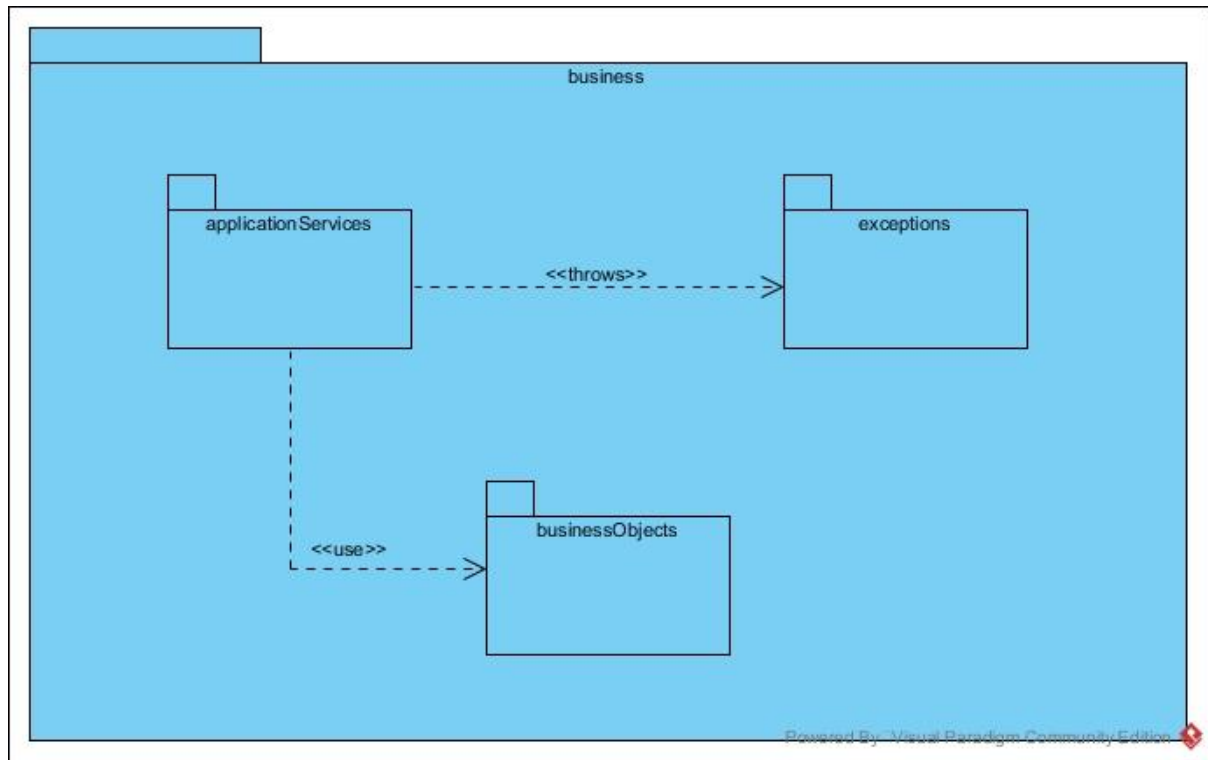 business
applicationServices
exceptions
<<throws>>
businessObjects
<<use>>
Powered By Visual Paradigm Community Edition